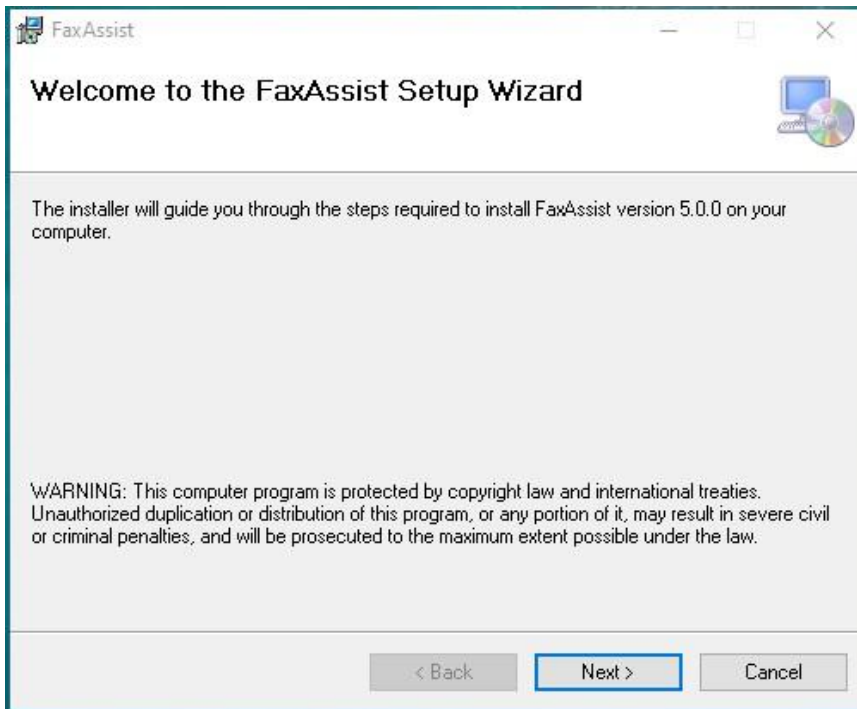 FaxAssist
Welcome to the FaxAssist Setup Wizard
The installer will guide you through the steps required to install FaxAssist version 5.0.0 on your
computer.
WARNING: This computer program is protected by copyright law and international treaties.
Unauthorized duplication or distribution of this program, or any portion of it, may result in severe civil
or criminal penalties, and will be prosecuted to the maximum extent possible under the law.
< Back Next > Cancel